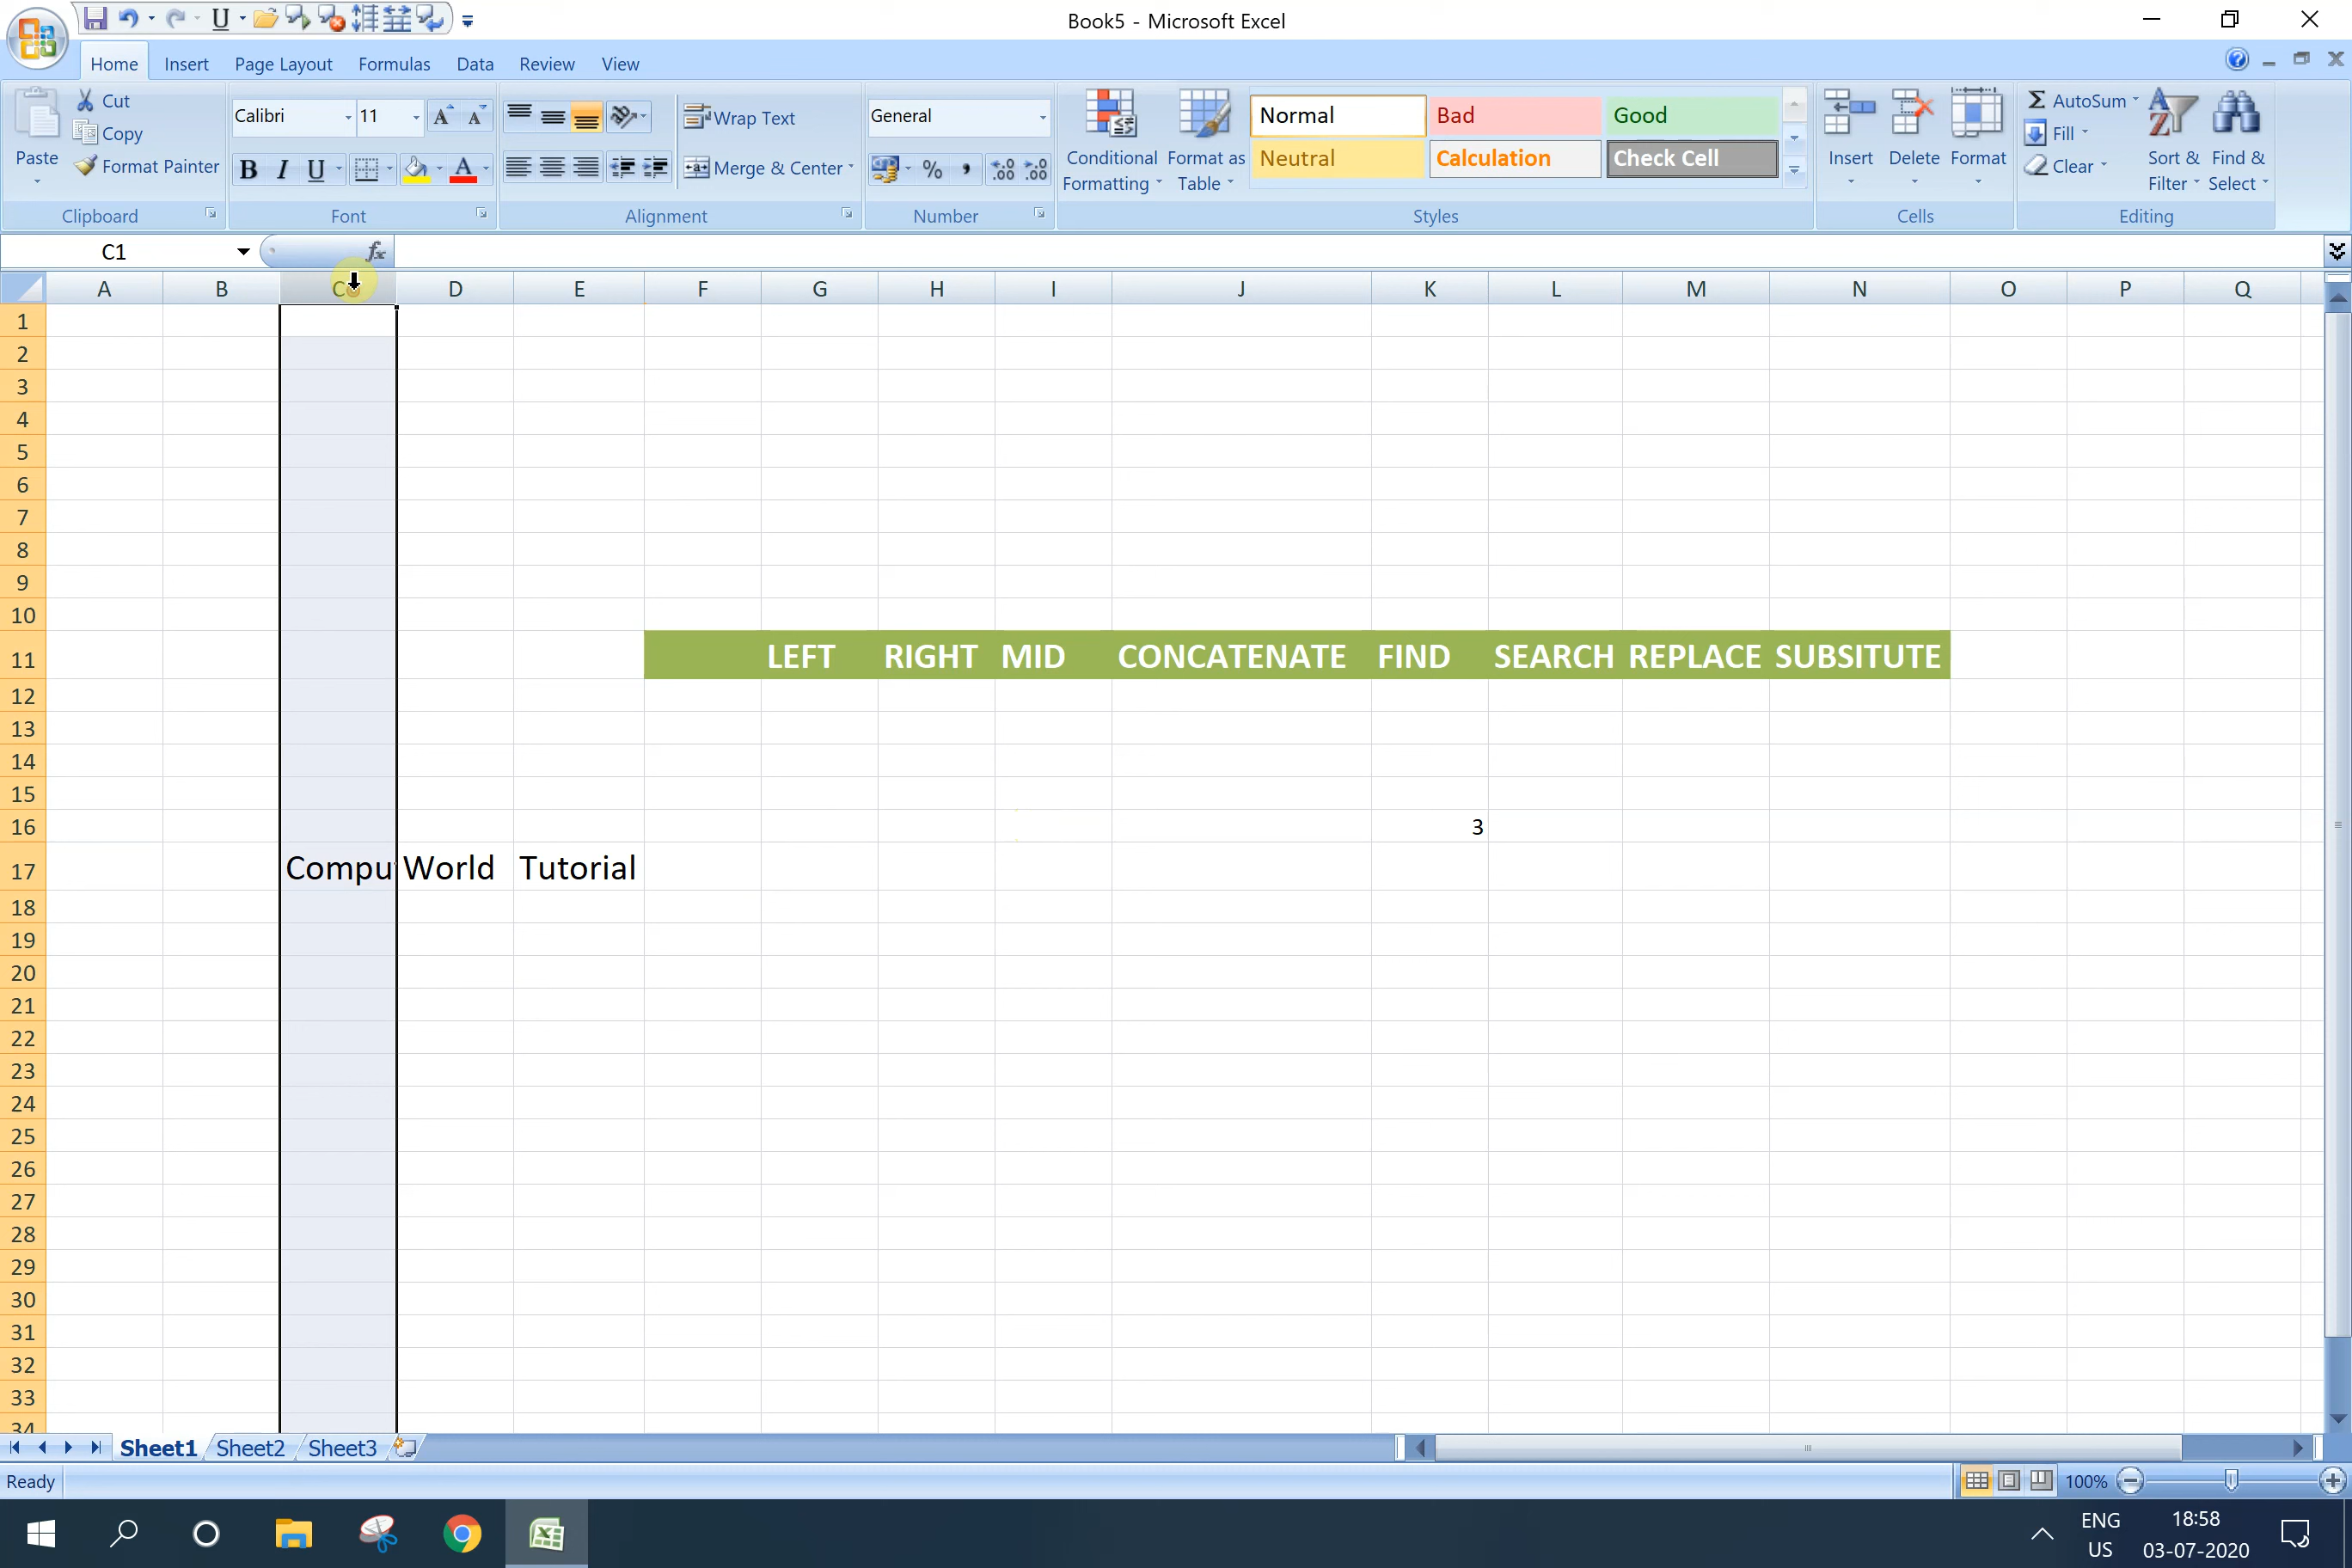 Book5 - Microsoft Excel
Home Insert Page Layout Formulas Data Review View
Paste
Cut
Copy
Format Painter
Clipboard
Calibri 11
Font
Wrap Text
Merge & Center
Alignment
General
Number
Conditional Formatting
Format as Table
Normal Bad Good
Neutral Calculation Check Cell
Styles
Insert Delete Format
Cells
AutoSum
Fill
Clear
Sort & Filter
Find & Select
Editing
C1 fx
A B C D E F G H I J K L M N O P Q
1
2
3
4
5
6
7
8
9
10
11 LEFT RIGHT MID CONCATENATE FIND SEARCH REPLACE SUBSITUTE
12
13
14
15
16 3
17 Compu World Tutorial
18
19
20
21
22
23
24
25
26
27
28
29
30
31
32
33
34
Sheet1 Sheet2 Sheet3
Ready 100%
ENG 18:58
US 03-07-2020